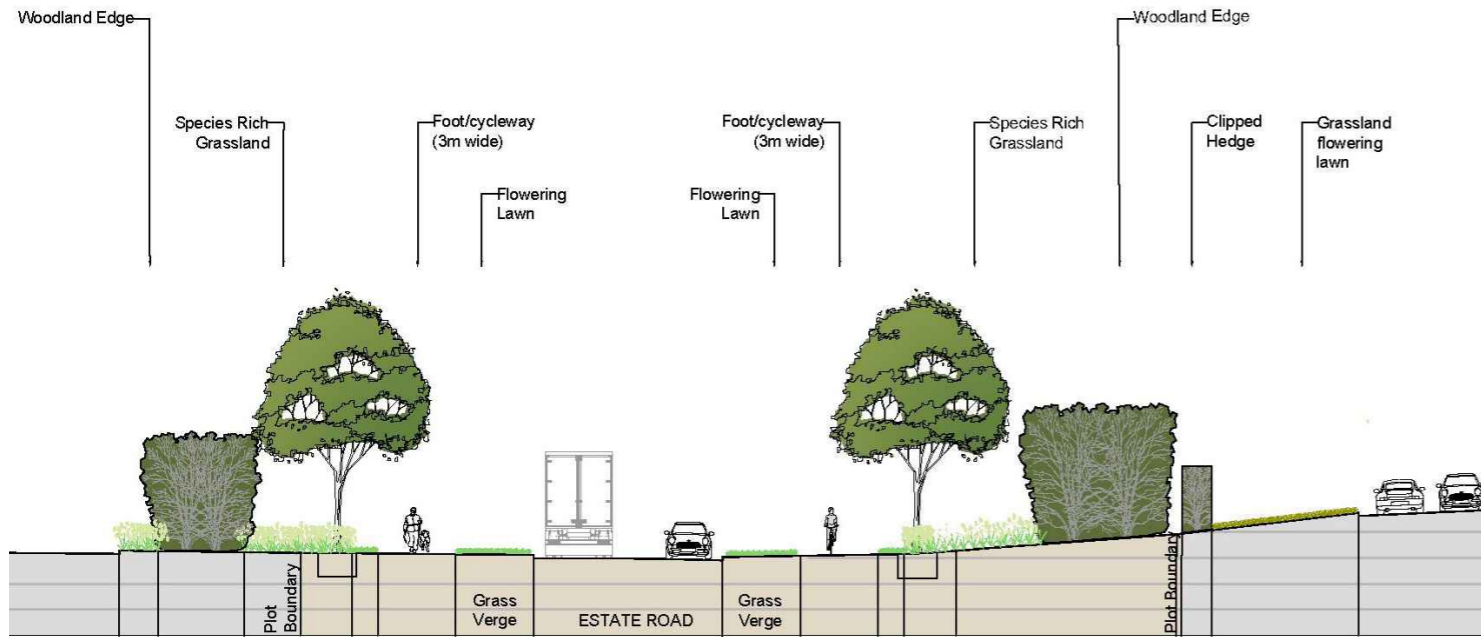 Woodland Edge
Species Rich
Grassland
Foot/cycleway
(3m wide)
Flowering
Lawn
Flowering
Lawn
Foot/cycleway
(3m wide)
Species Rich
Grassland
Woodland Edge
Clipped
Hedge
Grassland
flowering
lawn
Plot
Boundary
Grass
Verge
ESTATE ROAD
Grass
Verge
Plot Boundary